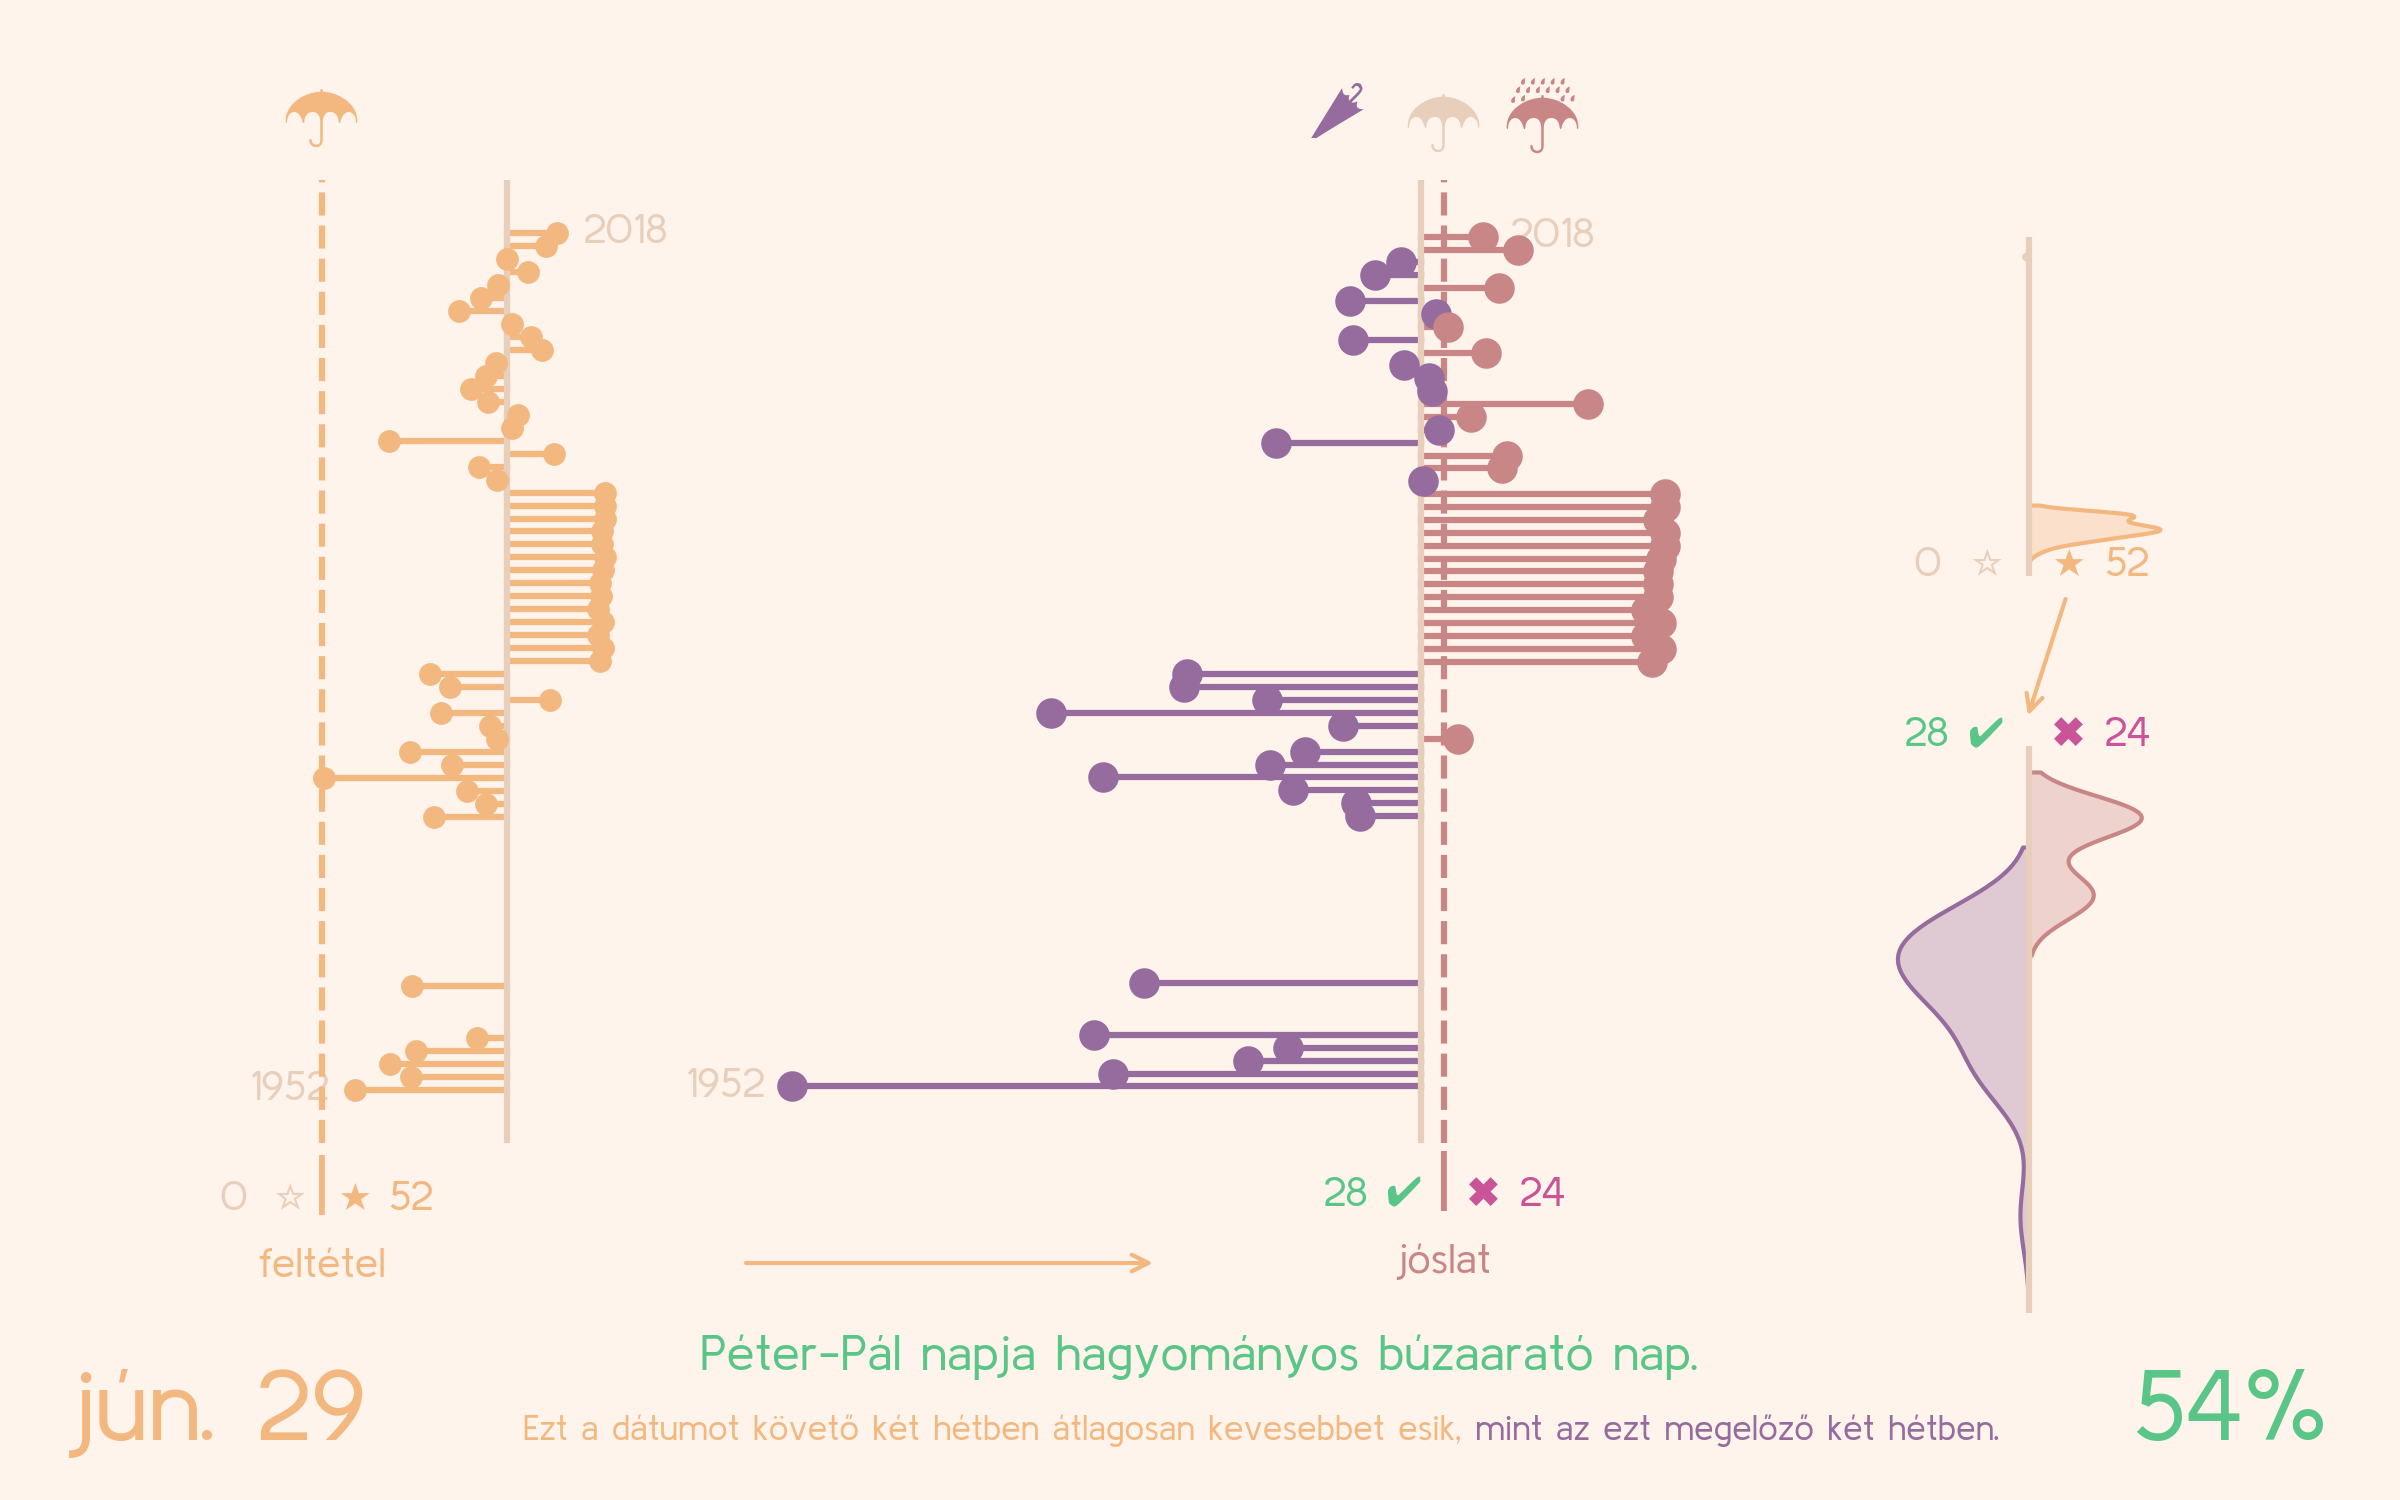 2018
2018
0 ☆ ★ 52
28 ✔ ✖ 24
1952
1952
0 ☆ ★ 52
28 ✔ ✖ 24
feltétel
jóslat
Péter-Pál napja hagyományos búzaarató nap.
jún. 29
Ezt a dátumot követő két hétben átlagosan kevesebbet esik, mint az ezt megelőző két hétben.
54%